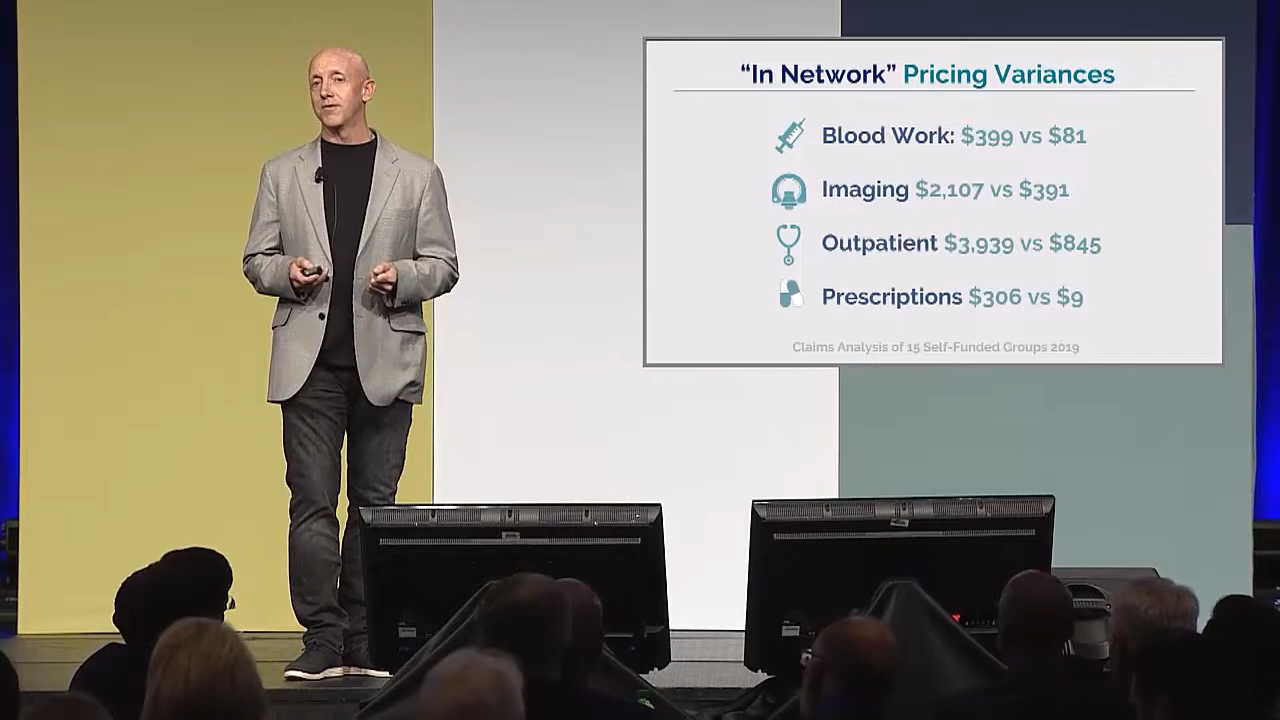 “In Network” Pricing Variances
Blood Work: $399 vs $81
Imaging $2,107 vs $391
Outpatient $3,939 vs $845
Prescriptions $306 vs $9
Claims Analysis of 15 Self-Funded Groups 2019